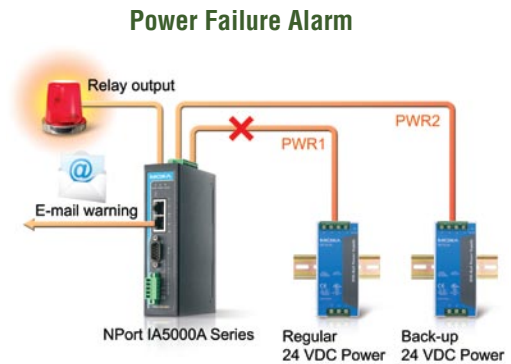 Power Failure Alarm
Relay output
PWR2
PWR1
@
E-mail warning
MOXA
NPort IA5000A Series
Regular
24 VDC Power
Back-up
24 VDC Power